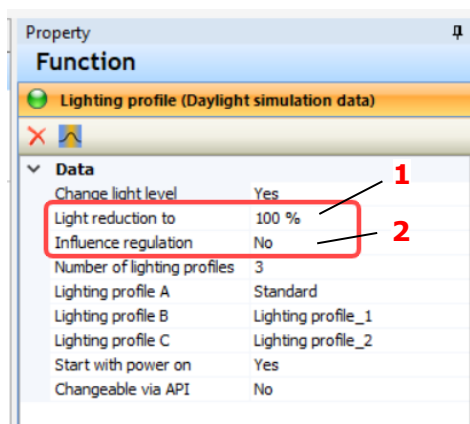 Property
Function
Lighting profile (Daylight simulation data)
Data
1
Change light level Yes
Light reduction to 100 %
Influence regulation No
2
Number of lighting profiles 3
Lighting profile A Standard
Lighting profile B Lighting profile_1
Lighting profile C Lighting profile_2
Start with power on Yes
Changeable via API No